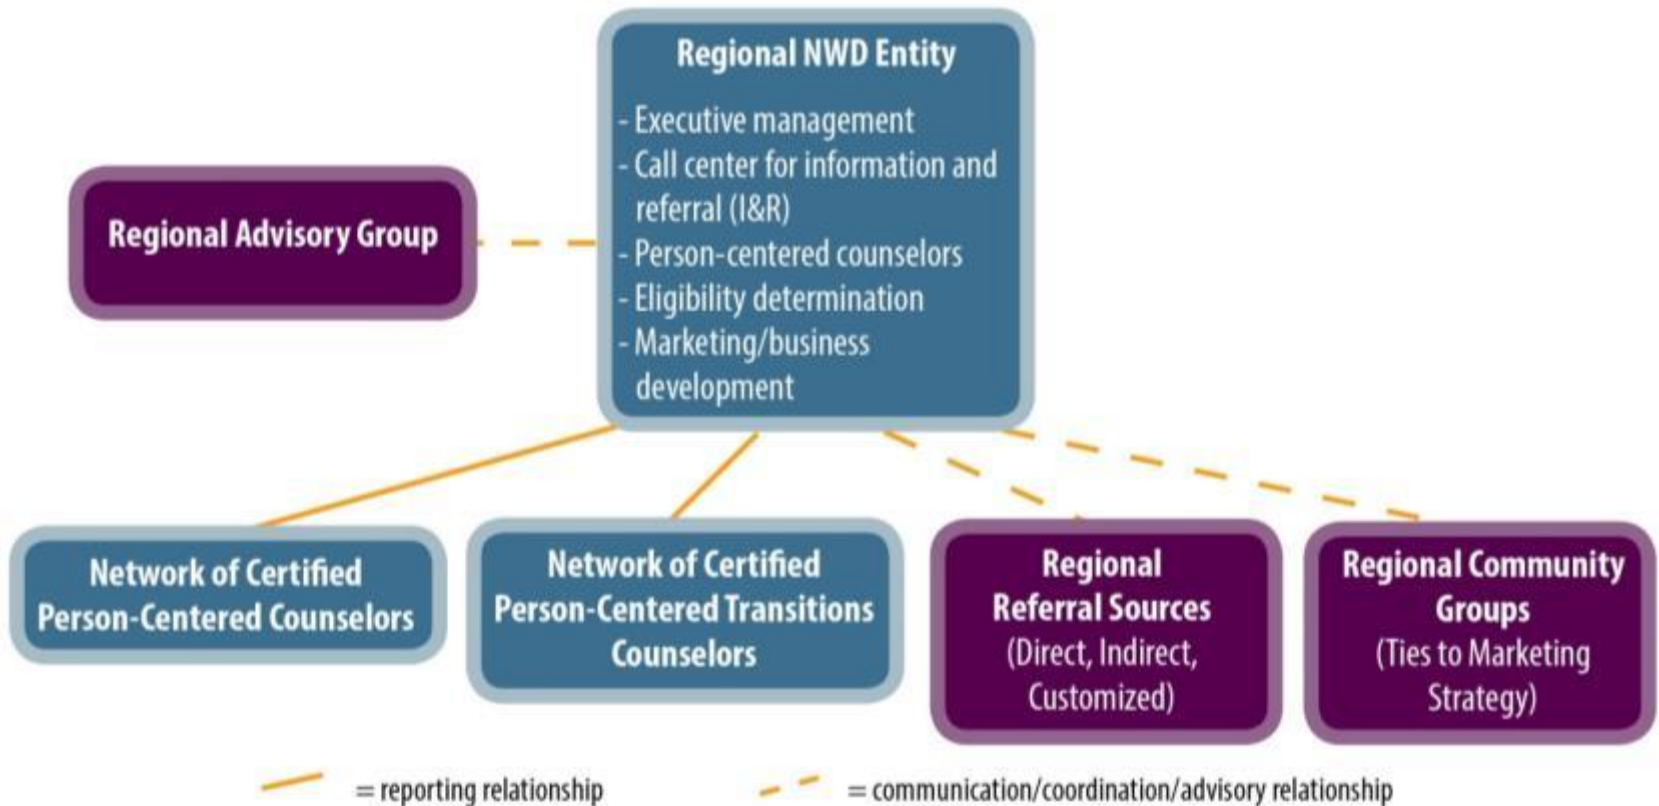 Regional NWD Entity
- Executive management
- Call center for information and
referral (I&R)
- Person-centered counselors
- Eligibility determination
- Marketing/business
development
Regional Advisory Group
Network of Certified
Person-Centered Counselors
Network of Certified
Person-Centered Transitions
Counselors
Regional
Referral Sources
(Direct, Indirect,
Customized)
Regional Community
Groups
(Ties to Marketing
Strategy)
= reporting relationship
= communication/coordination/advisory relationship